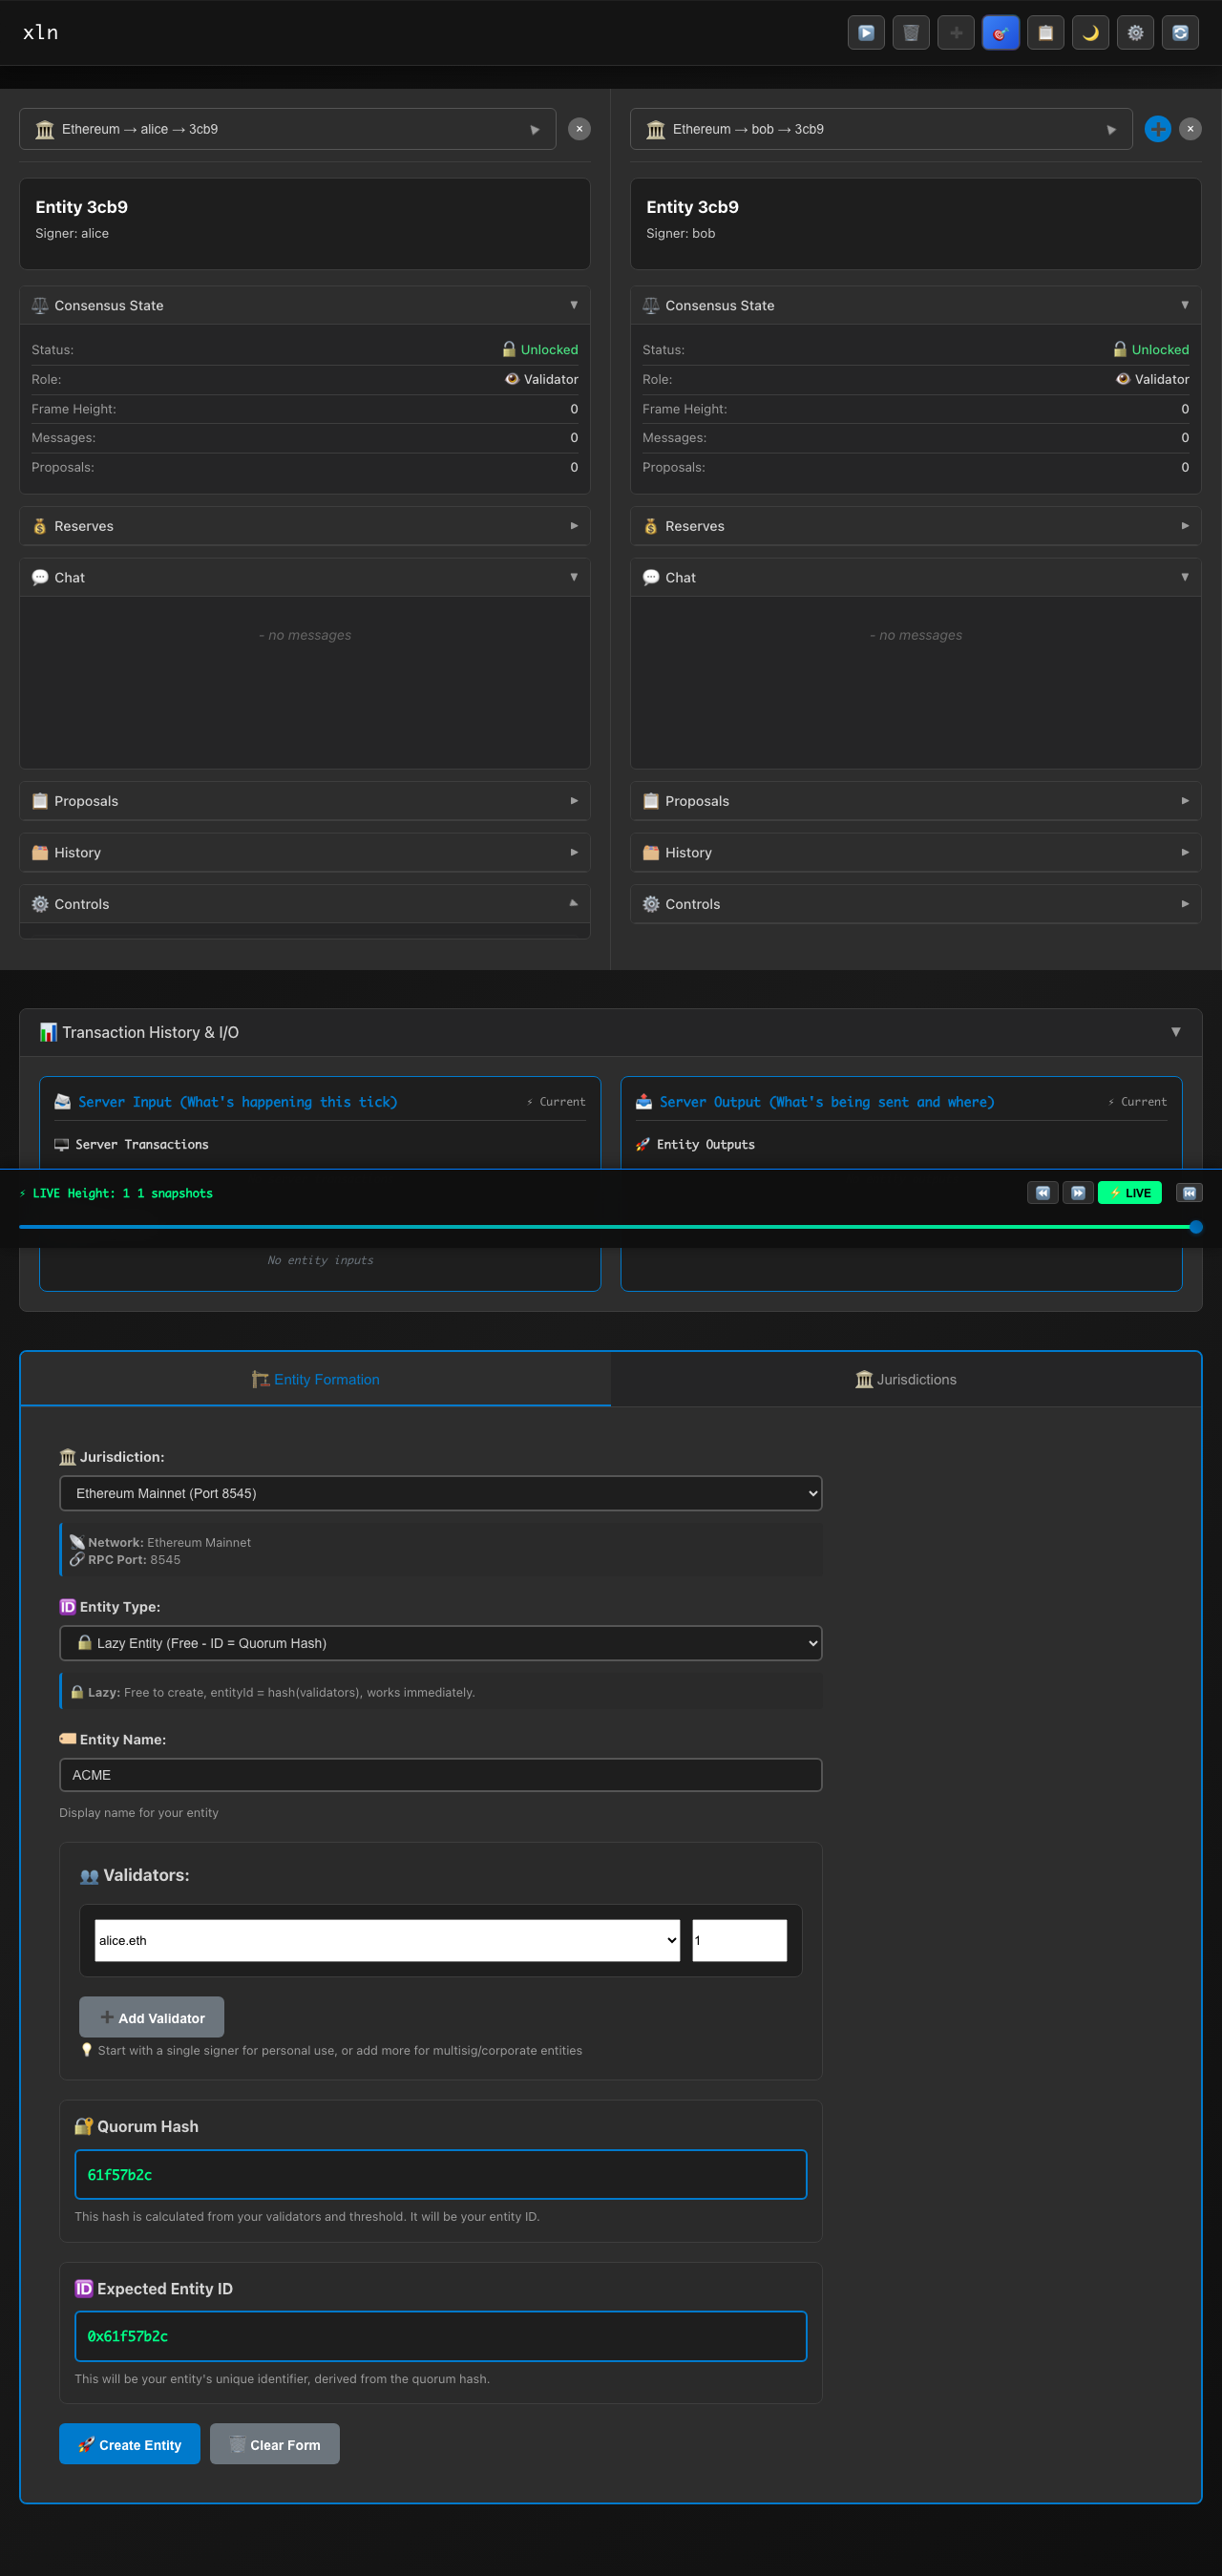 xln
Ethereum → alice → 3cb9
×
Entity 3cb9
Signer: alice
Consensus State
Status: Unlocked
Role: Validator
Frame Height: 0
Messages: 0
Proposals: 0
Reserves
Chat
- no messages
Proposals
History
Controls
Ethereum → bob → 3cb9
×
Entity 3cb9
Signer: bob
Consensus State
Status: Unlocked
Role: Validator
Frame Height: 0
Messages: 0
Proposals: 0
Reserves
Chat
- no messages
Proposals
History
Controls
Transaction History & I/O
Server Input (What's happening this tick) ⚡ Current
Server Transactions
Server Output (What's being sent and where) ⚡ Current
Entity Outputs
⚡ LIVE Height: 1 1 snapshots
⚡ LIVE
No entity inputs
Entity Formation
Jurisdictions
Jurisdiction:
Ethereum Mainnet (Port 8545)
Network: Ethereum Mainnet
RPC Port: 8545
🆔 Entity Type:
Lazy Entity (Free - ID = Quorum Hash)
Lazy: Free to create, entityId = hash(validators), works immediately.
Entity Name:
ACME
Display name for your entity
Validators:
alice.eth
1
➕ Add Validator
Start with a single signer for personal use, or add more for multisig/corporate entities
Quorum Hash
61f57b2c
This hash is calculated from your validators and threshold. It will be your entity ID.
🆔 Expected Entity ID
0x61f57b2c
This will be your entity's unique identifier, derived from the quorum hash.
Create Entity
Clear Form